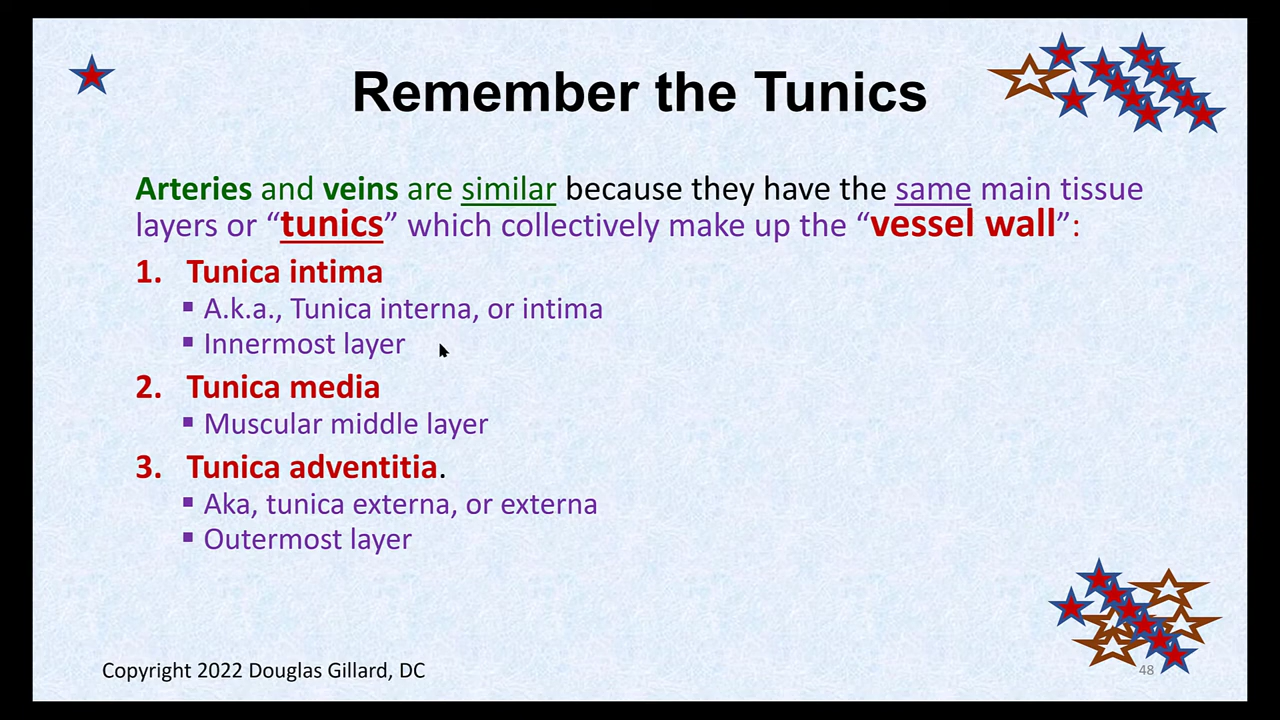 Remember the Tunics
Arteries and veins are similar because they have the same main tissue
layers or “tunics” which collectively make up the “vessel wall”:
1. Tunica intima
▪ A.k.a., Tunica interna, or intima
▪ Innermost layer
2. Tunica media
▪ Muscular middle layer
3. Tunica adventitia.
▪ Aka, tunica externa, or externa
▪ Outermost layer
Copyright 2022 Douglas Gillard, DC
48